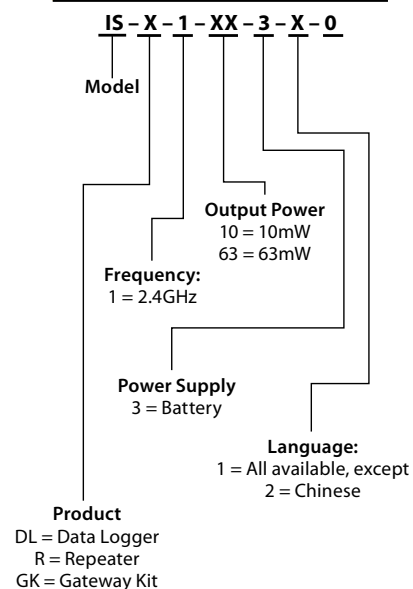 IS – X – 1 – XX – 3 – X – 0
Model
Output Power
10 = 10mW
63 = 63mW
Frequency:
1 = 2.4GHz
Power Supply
3 = Battery
Language:
1 = All available, except
2 = Chinese
Product
DL = Data Logger
R = Repeater
GK = Gateway Kit